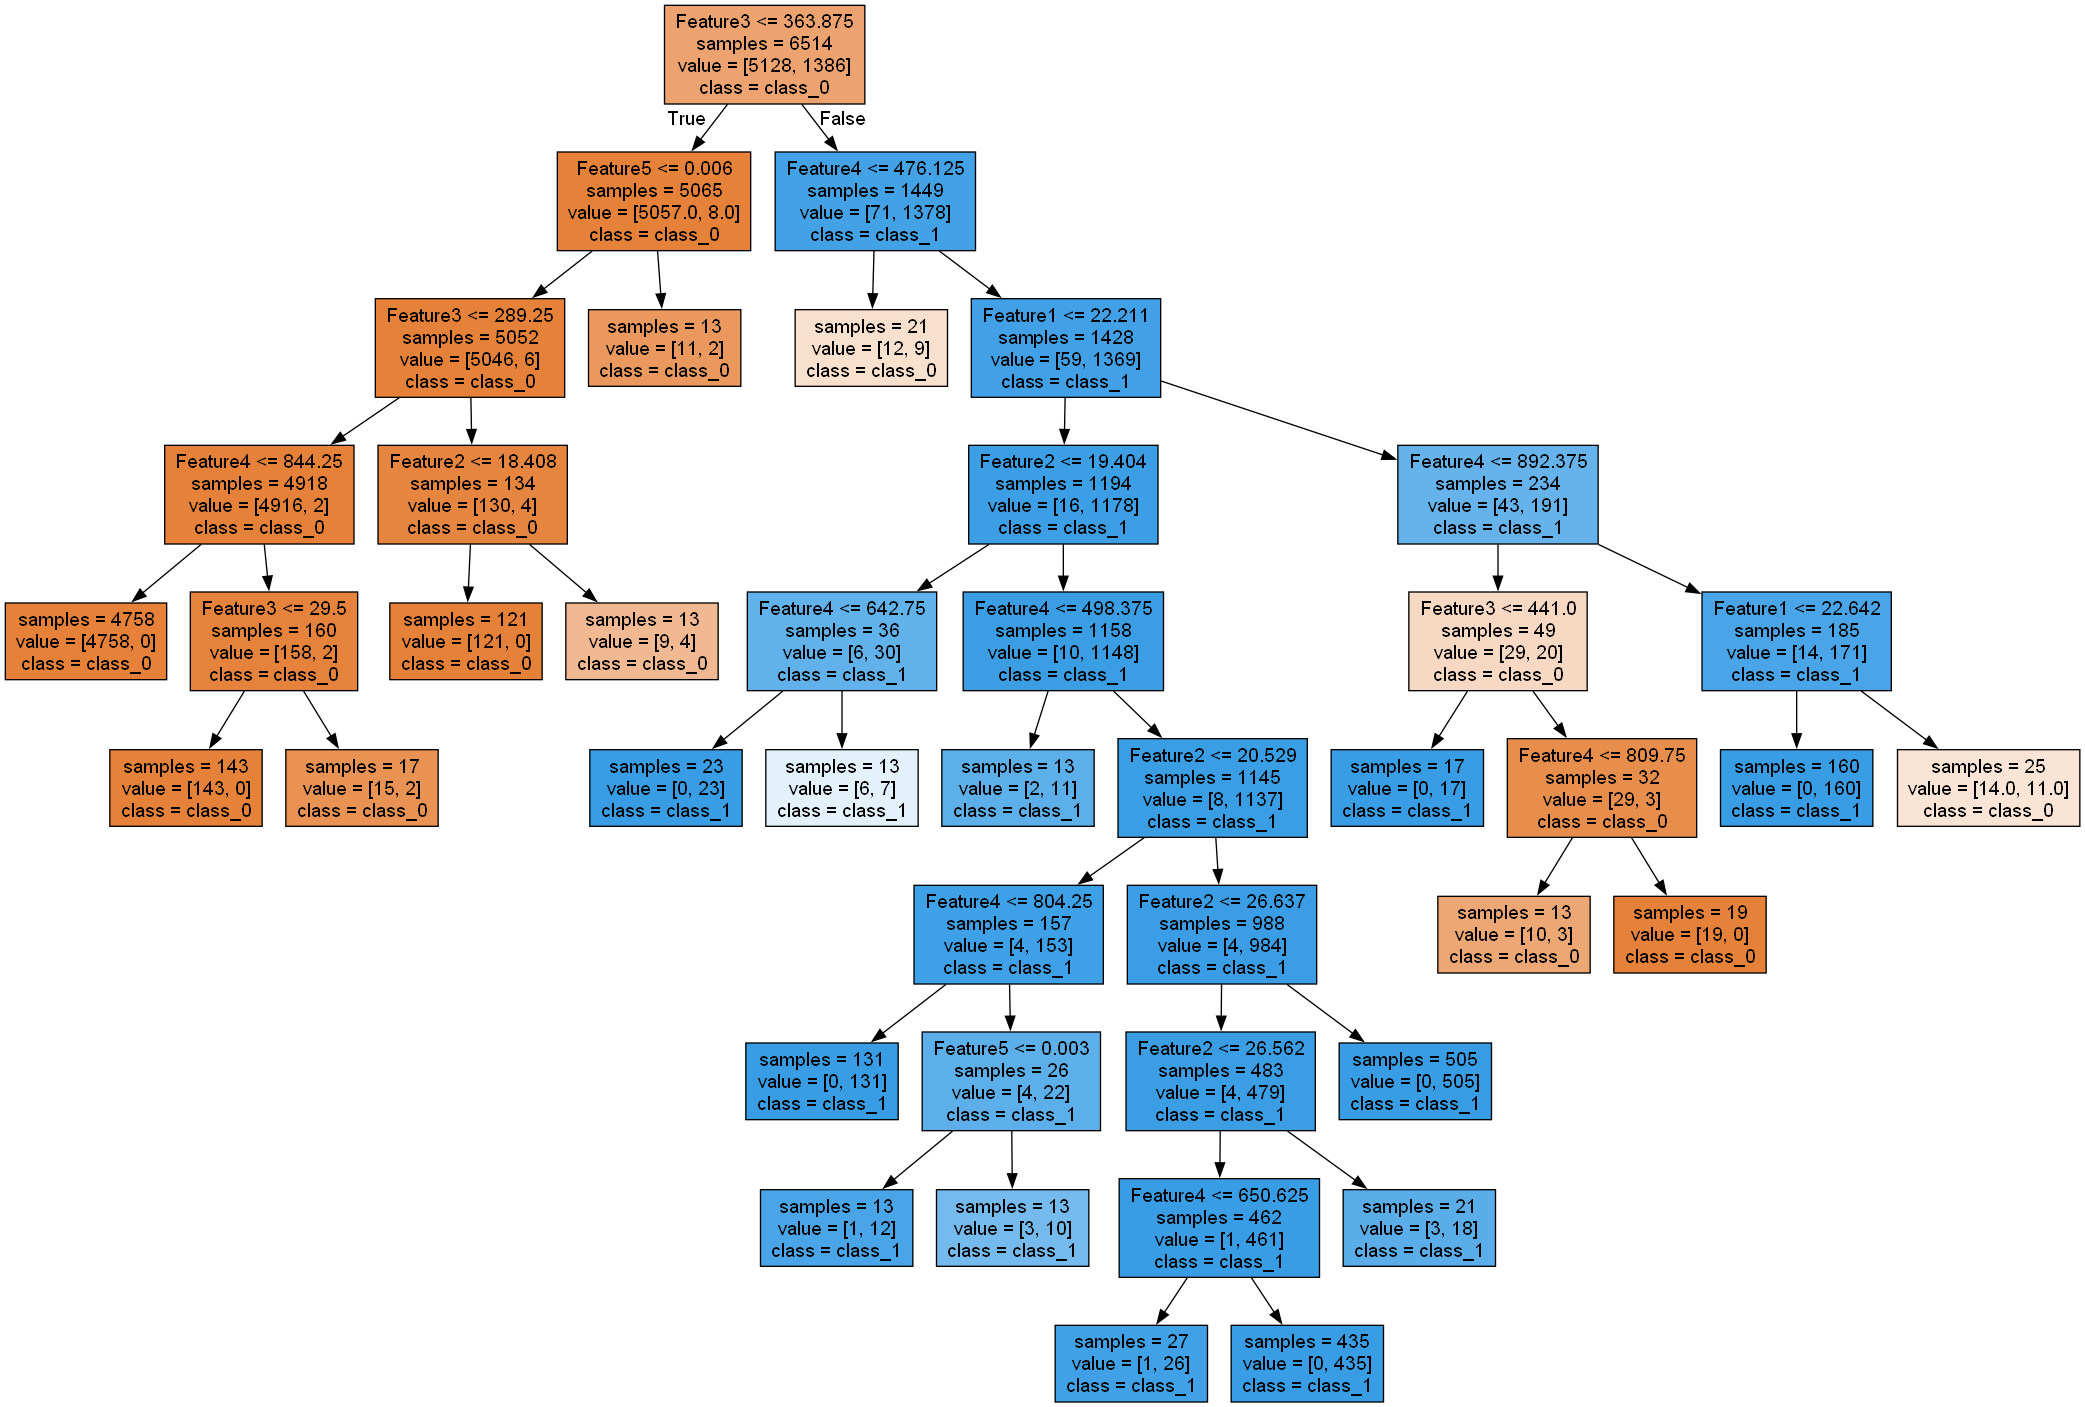 Feature3 <= 363.875
samples = 6514
value = [5128, 1386]
class = class_0
True
False
Feature5 <= 0.006
samples = 5065
value = [5057.0, 8.0]
class = class_0
Feature4 <= 476.125
samples = 1449
value = [71, 1378]
class = class_1
Feature3 <= 289.25
samples = 5052
value = [5046, 6]
class = class_0
samples = 13
value = [11, 2]
class = class_0
samples = 21
value = [12, 9]
class = class_0
Feature1 <= 22.211
samples = 1428
value = [59, 1369]
class = class_1
Feature4 <= 844.25
samples = 4918
value = [4916, 2]
class = class_0
Feature2 <= 18.408
samples = 134
value = [130, 4]
class = class_0
Feature2 <= 19.404
samples = 1194
value = [16, 1178]
class = class_1
Feature4 <= 892.375
samples = 234
value = [43, 191]
class = class_1
samples = 4758
value = [4758, 0]
class = class_0
Feature3 <= 29.5
samples = 160
value = [158, 2]
class = class_0
samples = 121
value = [121, 0]
class = class_0
samples = 13
value = [9, 4]
class = class_0
Feature4 <= 642.75
samples = 36
value = [6, 30]
class = class_1
Feature4 <= 498.375
samples = 1158
value = [10, 1148]
class = class_1
Feature3 <= 441.0
samples = 49
value = [29, 20]
class = class_0
Feature1 <= 22.642
samples = 185
value = [14, 171]
class = class_1
samples = 143
value = [143, 0]
class = class_0
samples = 17
value = [15, 2]
class = class_0
samples = 23
value = [0, 23]
class = class_1
samples = 13
value = [6, 7]
class = class_1
samples = 13
value = [2, 11]
class = class_1
Feature2 <= 20.529
samples = 1145
value = [8, 1137]
class = class_1
samples = 17
value = [0, 17]
class = class_1
Feature4 <= 809.75
samples = 32
value = [29, 3]
class = class_0
samples = 160
value = [0, 160]
class = class_1
samples = 25
value = [14.0, 11.0]
class = class_0
Feature4 <= 804.25
samples = 157
value = [4, 153]
class = class_1
Feature2 <= 26.637
samples = 988
value = [4, 984]
class = class_1
samples = 13
value = [10, 3]
class = class_0
samples = 19
value = [19, 0]
class = class_0
samples = 131
value = [0, 131]
class = class_1
Feature5 <= 0.003
samples = 26
value = [4, 22]
class = class_1
Feature2 <= 26.562
samples = 483
value = [4, 479]
class = class_1
samples = 505
value = [0, 505]
class = class_1
samples = 13
value = [1, 12]
class = class_1
samples = 13
value = [3, 10]
class = class_1
Feature4 <= 650.625
samples = 462
value = [1, 461]
class = class_1
samples = 21
value = [3, 18]
class = class_1
samples = 27
value = [1, 26]
class = class_1
samples = 435
value = [0, 435]
class = class_1